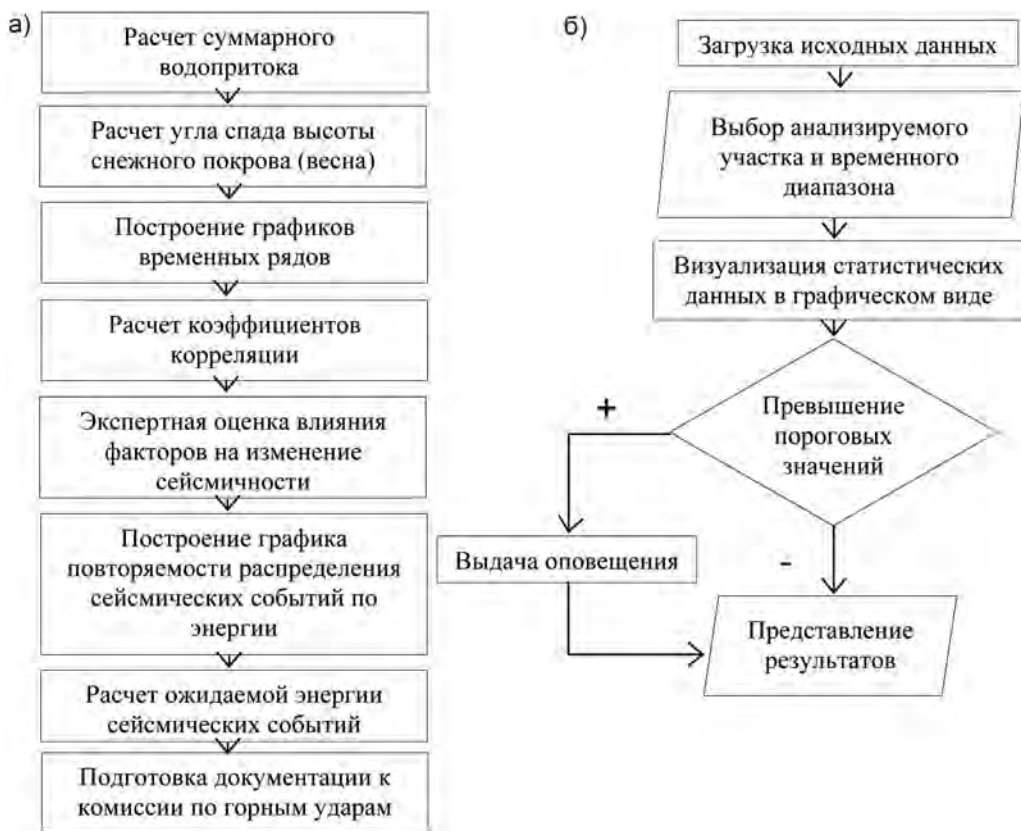 а)
Расчет суммарного
водопритока
Расчет угла спада высоты
снежного покрова (весна)
Построение графиков
временных рядов
Расчет коэффициентов
корреляции
Экспертная оценка влияния
факторов на изменение
сейсмичности
Построение графика
повторяемости распределения
сейсмических событий по
энергии
Расчет ожидаемой энергии
сейсмических событий
Подготовка документации к
комиссии по горным ударам
б)
Загрузка исходных данных
Выбор анализируемого
участка и временного
диапазона
Визуализация статистических
данных в графическом виде
Превышение
пороговых
значений
+
Выдача оповещения
-
Представление
результатов